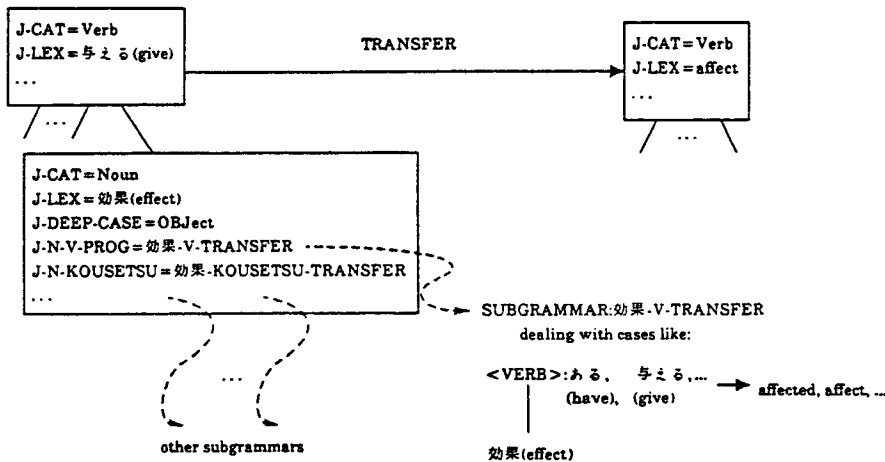 J-CAT=Verb
J-LEX=与える(give)
...
TRANSFER
J-CAT=Verb
J-LEX=affect
...
...
...
J-CAT=Noun
J-LEX=効果(effect)
J-DEEP-CASE=OBJect
J-N-V-PROG=効果-V-TRANSFER
J-N-KOUSETSU=効果-KOUSETSU-TRANSFER
...
SUBGRAMMAR:効果-V-TRANSFER
dealing with cases like:
...
<VERB>:ある, 与える,...
(have), (give)
affected, affect, ...
other subgrammars
効果(effect)